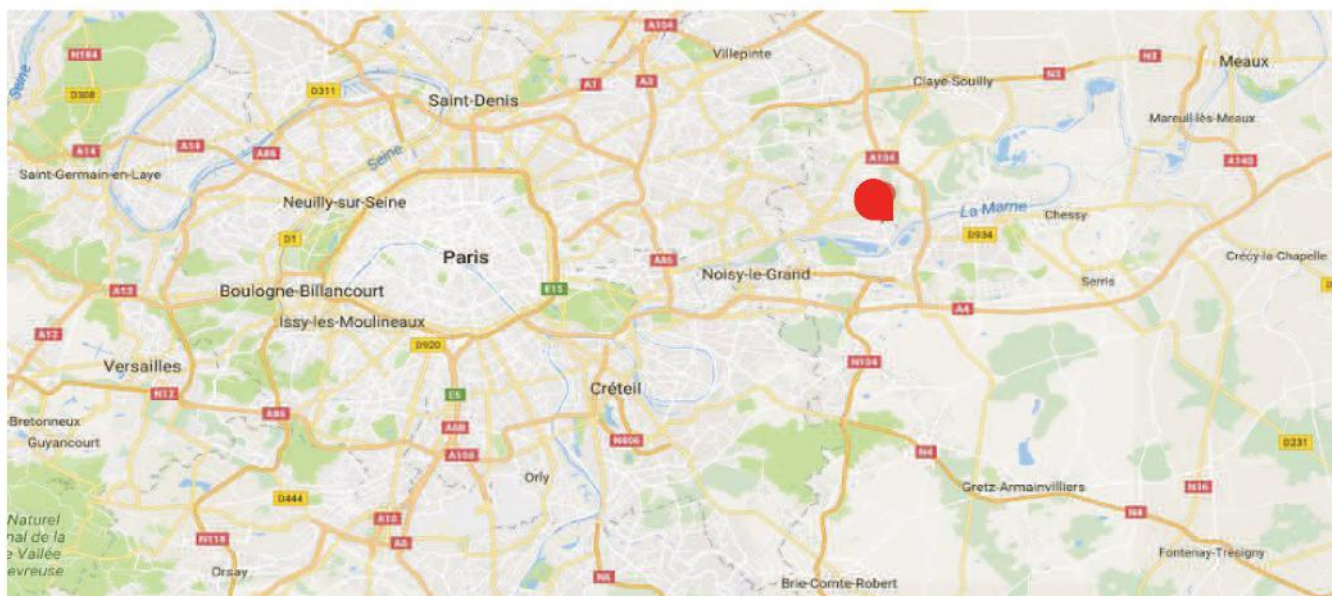 A104
Villepinte
N184
Seine
D308
D311
A1
A3
Saint-Denis
Claye-Souilly
N3
N3
Meaux
Mareuil-lès-Meaux
A14
A14
A86
Seine
A104
A140
Saint-Germain-en-Laye
Neuilly-sur-Seine
La Marne
Chessy
D1
D934
Paris
A86
Noisy-le-Grand
Crécy-la-Chapelle
Serris
A13
Boulogne-Billancourt
E15
A4
Issy-les-Moulineaux
A12
D920
Versailles
N104
N12
E5
Créteil
A86
-Bretonneux
A6B
Guyancourt
N406
D231
A106
N4
Orly
D444
Gretz-Armainvilliers
N36
A10
N4
Naturel
nal de la
e Vallée
evreuse
N118
A6
Fontenay-Trésigny
Orsay
N6
Brie-Comte-Robert